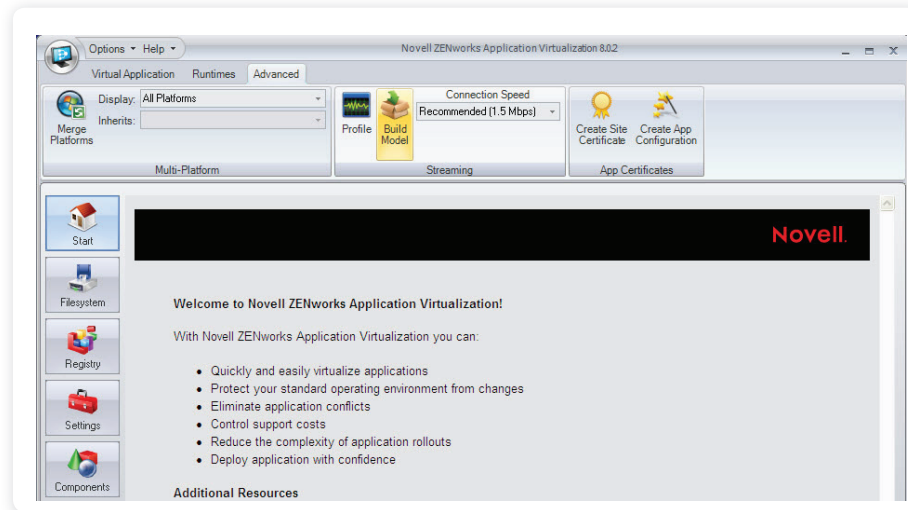 Options Help Novell ZENworks Application Virtualization 8.0.2
Virtual Application Runtimes Advanced
Display: All Platforms
Inherits:
Merge Platforms
Multi-Platform
Profile
Build Model
Connection Speed
Recommended (1.5 Mbps)
Streaming
Create Site Certificate
Create App Configuration
App Certificates
Start
Filesystem
Registry
Settings
Components
Novell.
Welcome to Novell ZENworks Application Virtualization!
With Novell ZENworks Application Virtualization you can:
• Quickly and easily virtualize applications
• Protect your standard operating environment from changes
• Eliminate application conflicts
• Control support costs
• Reduce the complexity of application rollouts
• Deploy application with confidence
Additional Resources